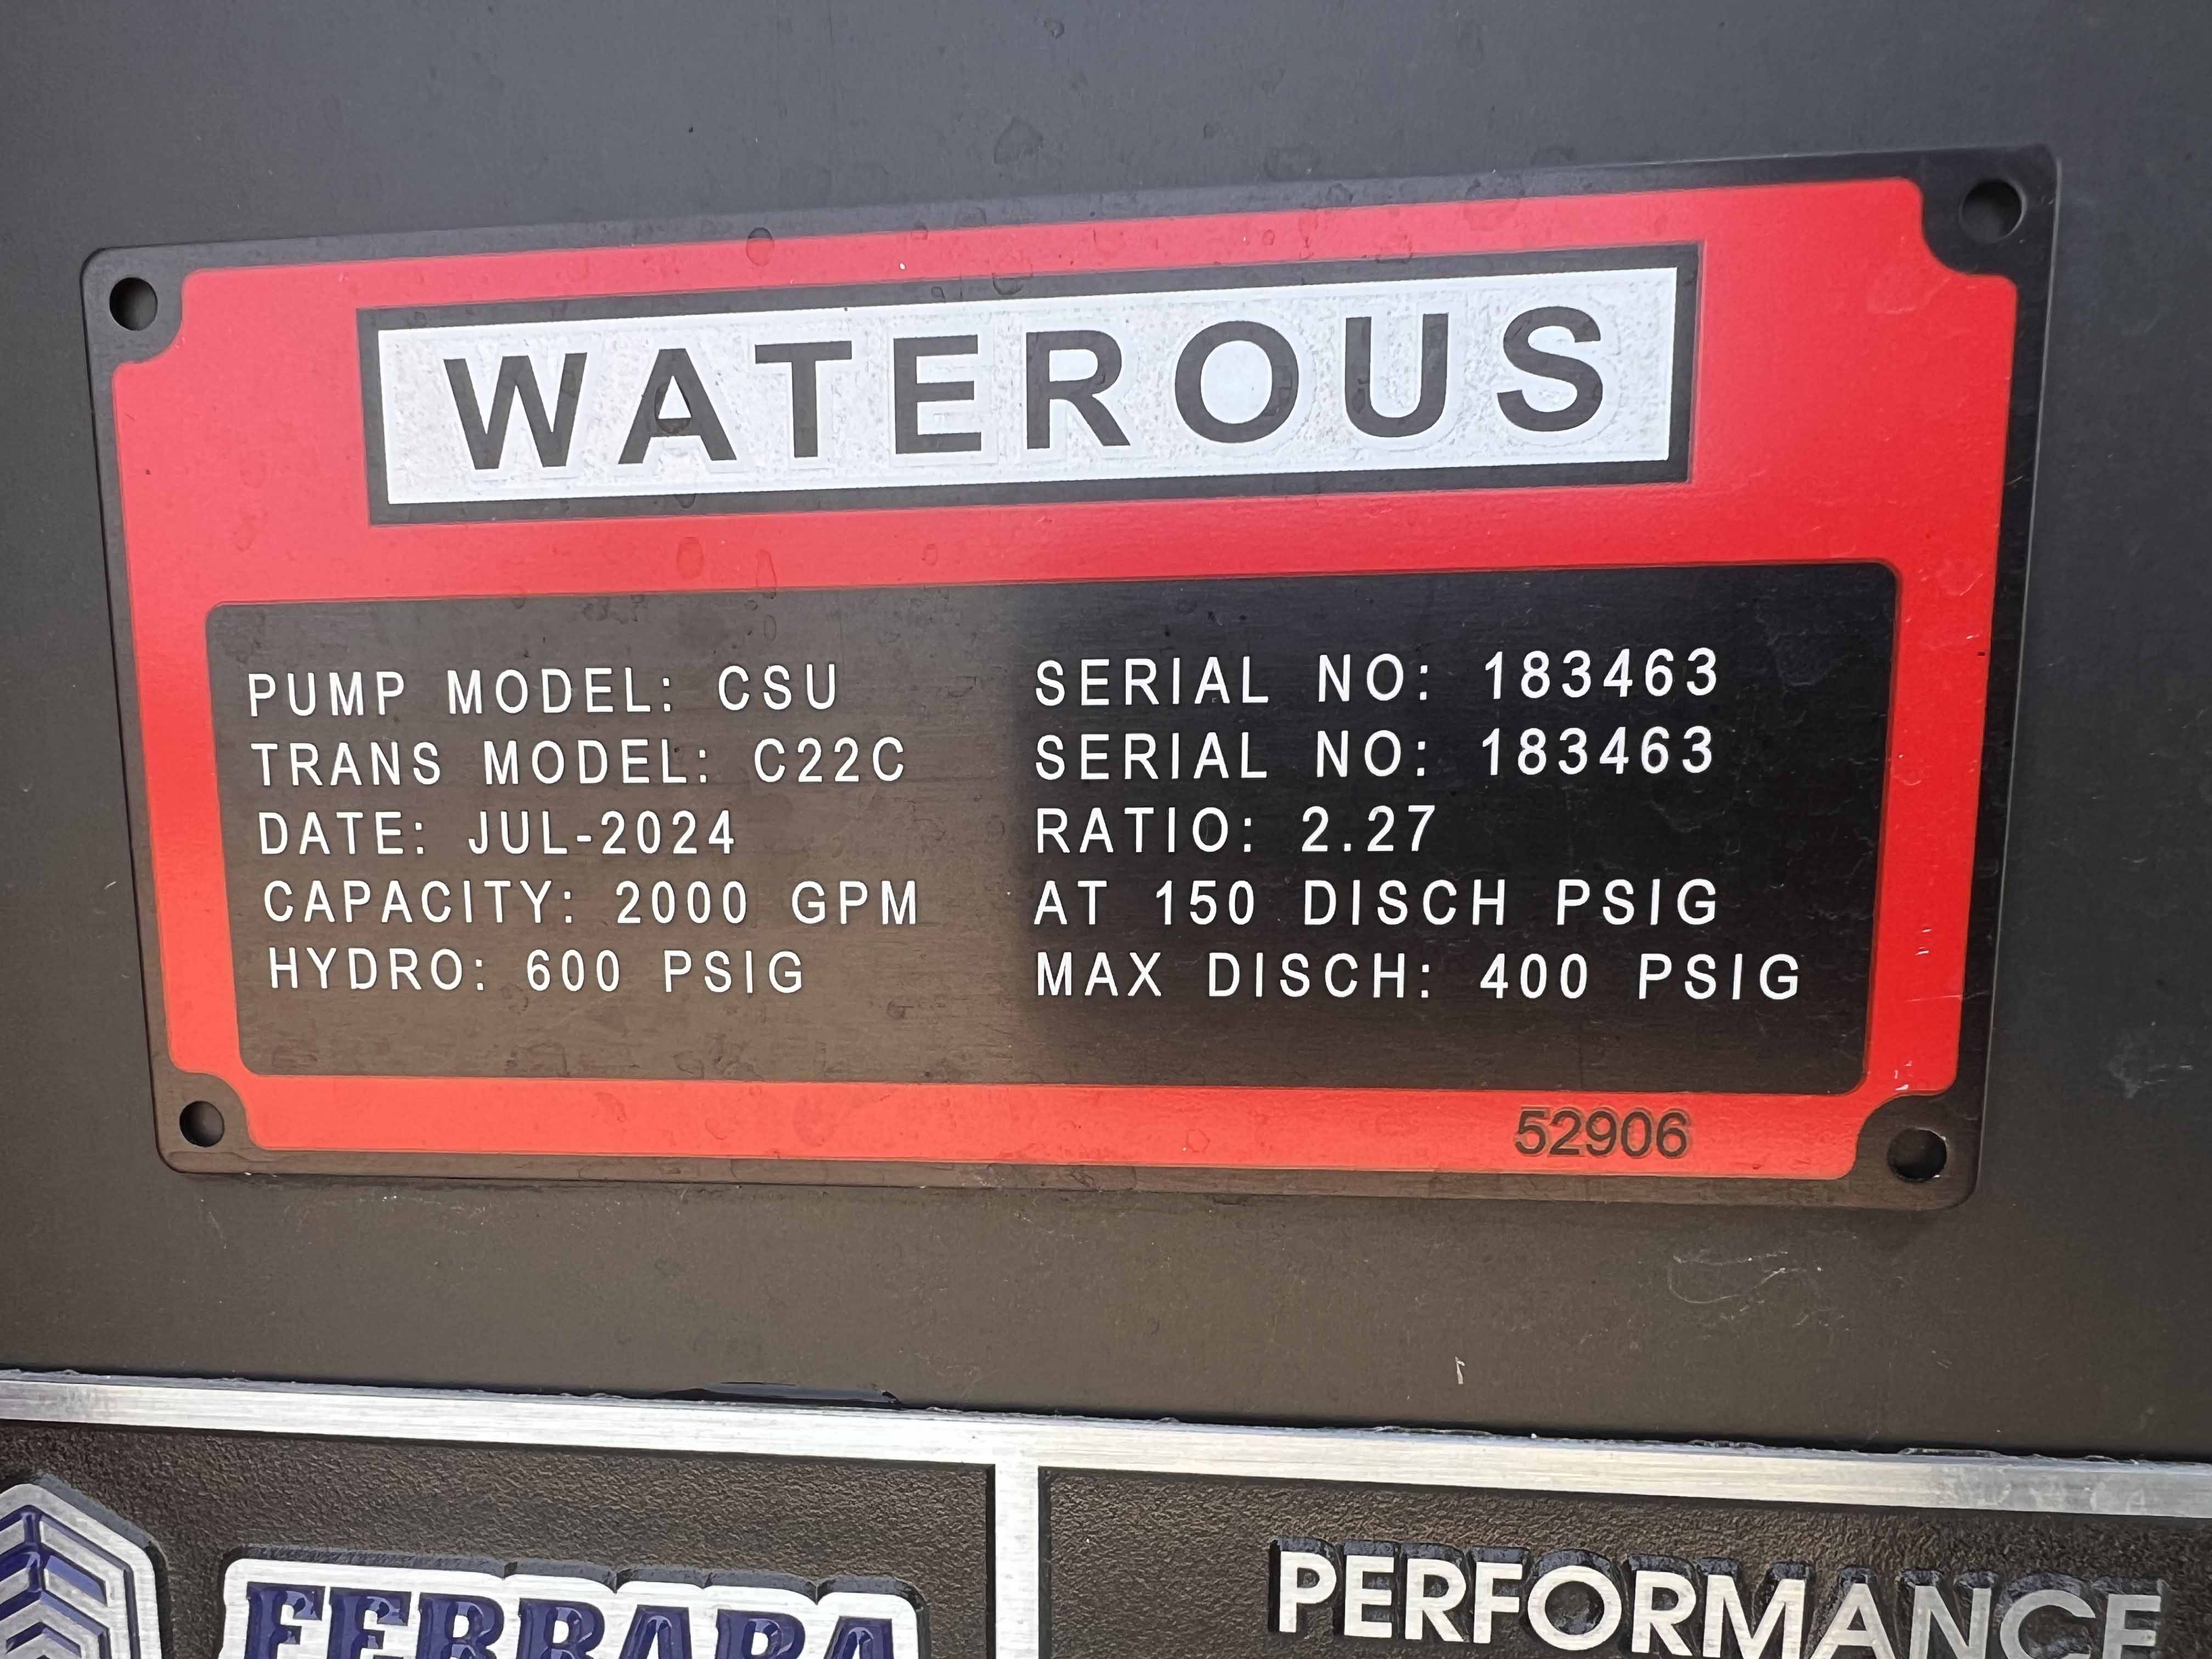 WATEROUS
PUMP MODEL: CSU SERIAL NO: 183463
TRANS MODEL: C22C SERIAL NO: 183463
DATE: JUL-2024 RATIO: 2.27
CAPACITY: 2000 GPM AT 150 DISCH PSIG
HYDRO: 600 PSIG MAX DISCH: 400 PSIG
52906
FERRARA PERFORMANCE